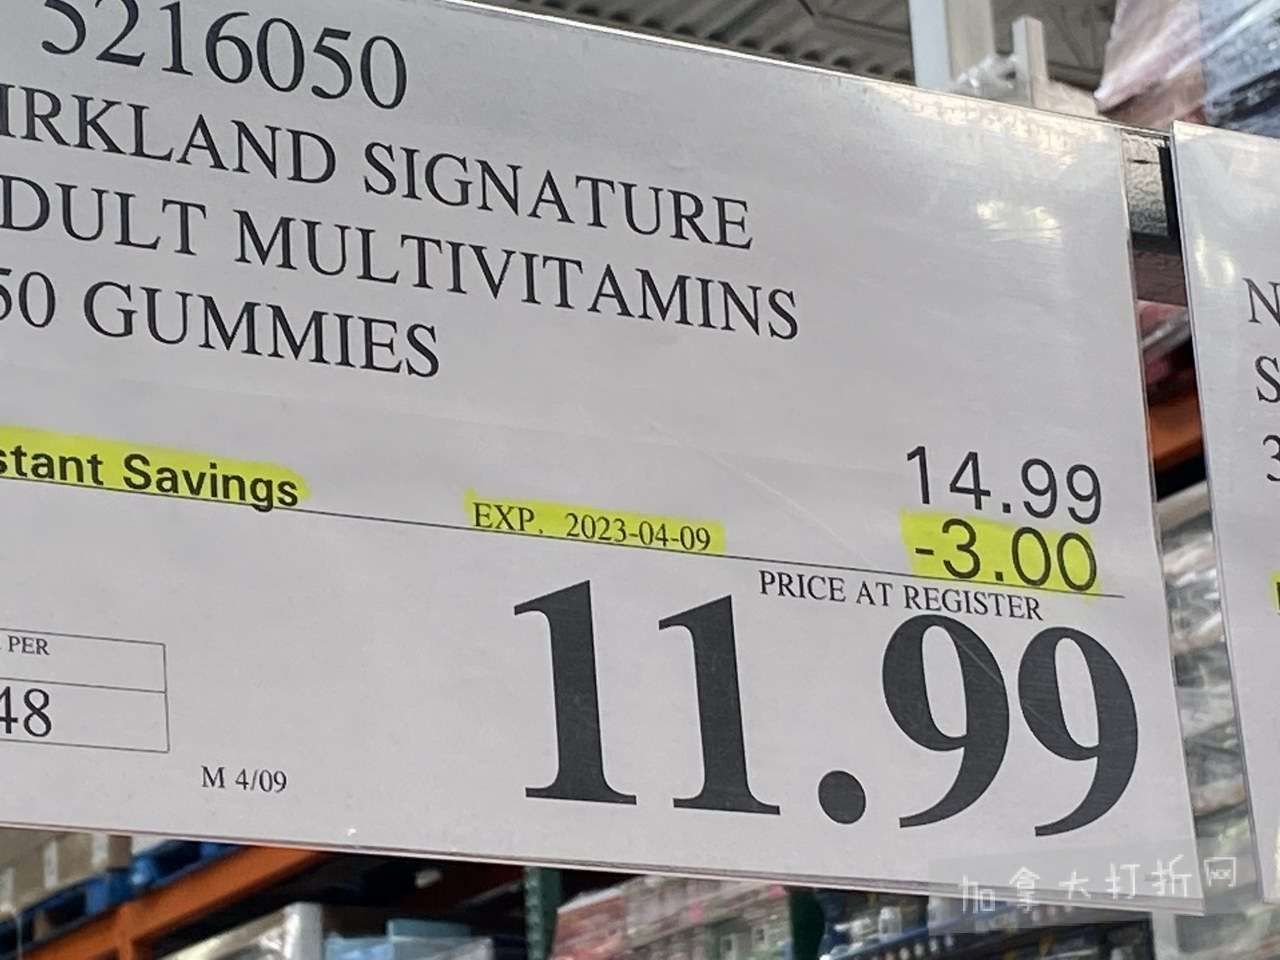 5216050
IRKLAND SIGNATURE
DULT MULTIVITAMINS
50 GUMMIES
stant Savings
EXP. 2023-04-09
14.99
-3.00
PRICE AT REGISTER
11.99
PER
48
M 4/09
N
S
3
加拿大打折网